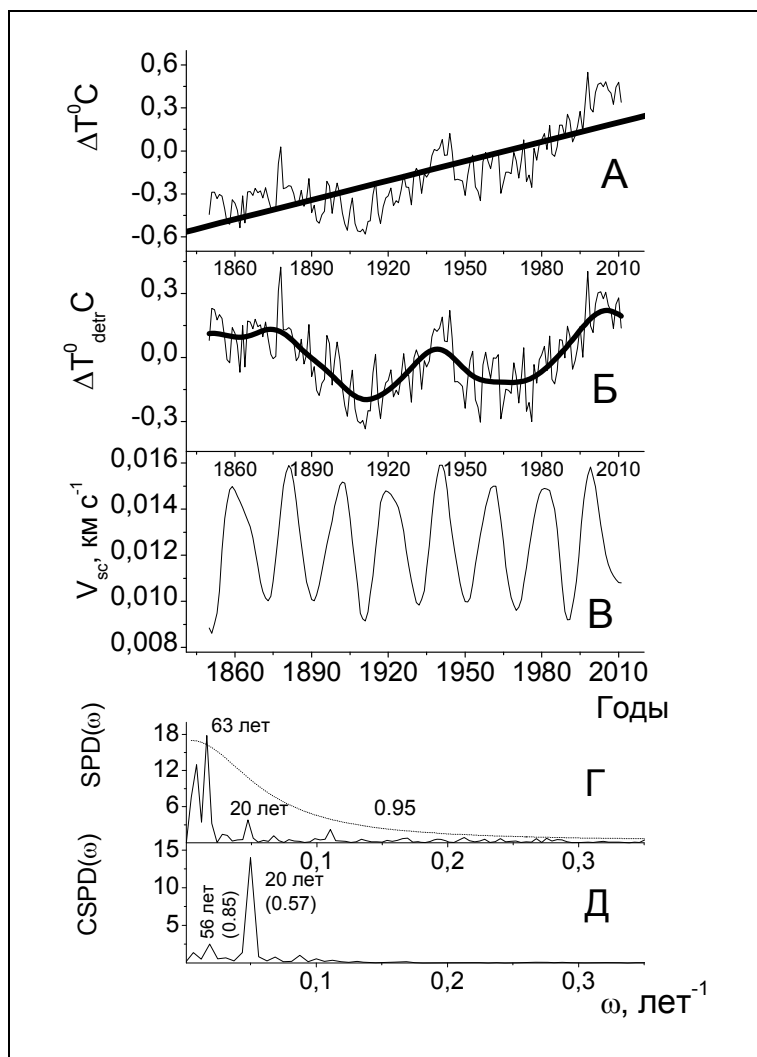 0,6
0,3
0,0
-0,3
-0,6
ΔT⁰C
А
1860 1890 1920 1950 1980 2010
0,3
0,0
-0,3
ΔT⁰detr C
Б
0,016
0,014
0,012
0,010
0,008
Vsc, км с⁻¹
1860 1890 1920 1950 1980 2010
В
1860 1890 1920 1950 1980 2010
Годы
SPD(ω)
18
12
6
63 лет
20 лет
0.95
Г
0,1 0,2 0,3
CSPD(ω)
15
10
5
56 лет
(0.85)
20 лет
(0.57)
Д
0,1 0,2 0,3
ω, лет⁻¹